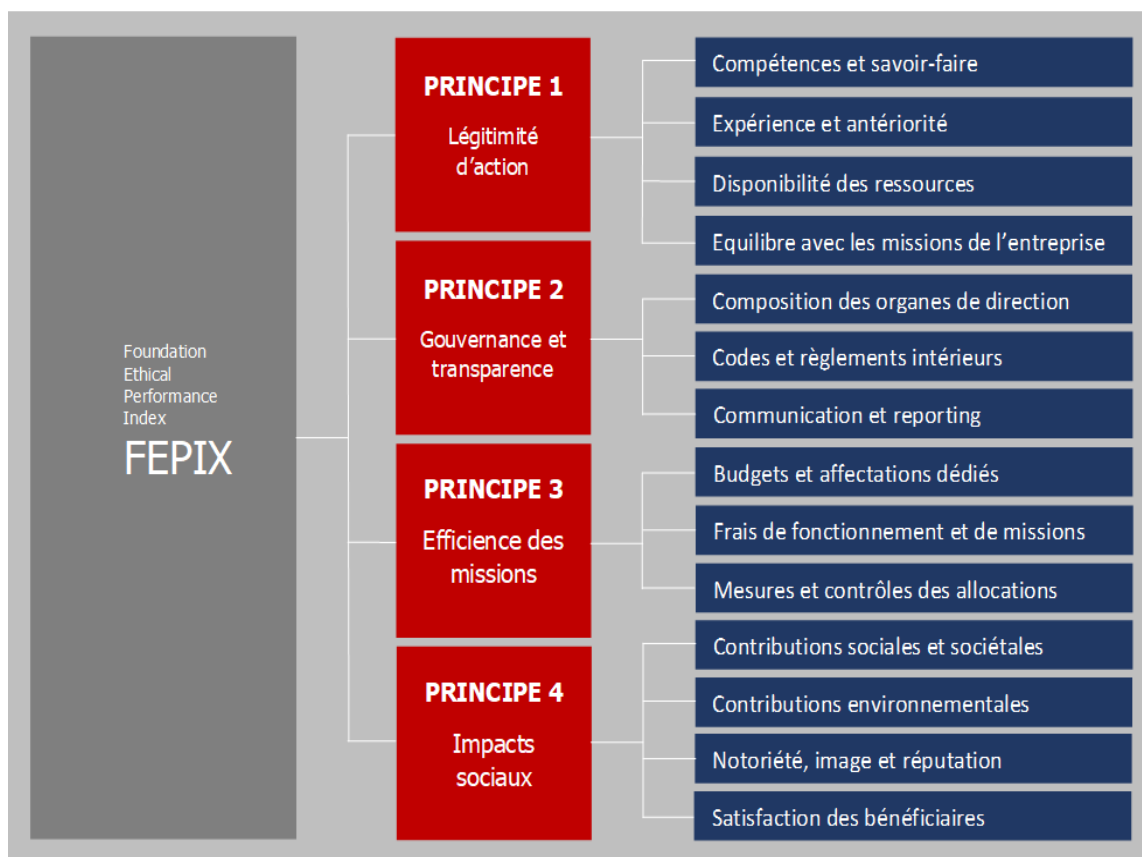 Foundation
Ethical
Performance
Index
FEPIX
PRINCIPE 1
Légitimité
d’action
Compétences et savoir-faire
Expérience et antériorité
Disponibilité des ressources
Equilibre avec les missions de l’entreprise
PRINCIPE 2
Gouvernance et
transparence
Composition des organes de direction
Codes et règlements intérieurs
Communication et reporting
PRINCIPE 3
Efficience des
missions
Budgets et affectations dédiés
Frais de fonctionnement et de missions
Mesures et contrôles des allocations
PRINCIPE 4
Impacts
sociaux
Contributions sociales et sociétales
Contributions environnementales
Notoriété, image et réputation
Satisfaction des bénéficiaires